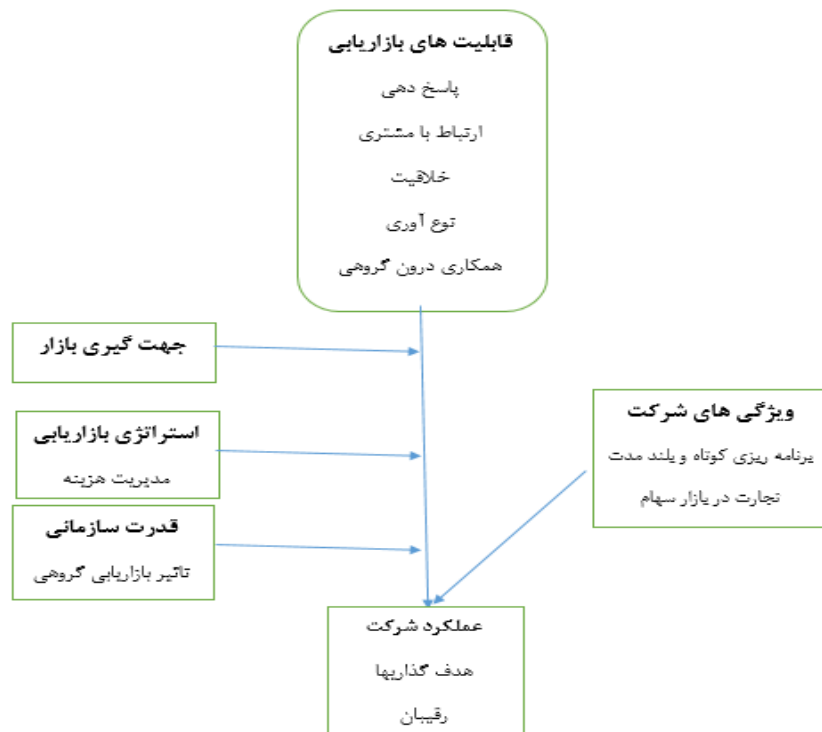 قابلیت های بازاریابی
پاسخ دهی
ارتباط با مشتری
خلاقیت
توع آوری
همکاری درون گروهی
جهت گیری بازار
استراتژی بازاریابی
مدیریت هزینه
قدرت سازمانی
تاثیر بازاریابی گروهی
ویژگی های شرکت
برنامه ریزی کوتاه و بلند مدت
تجارت در بازار سهام
عملکرد شرکت
هدف گذاریها
رقیبان